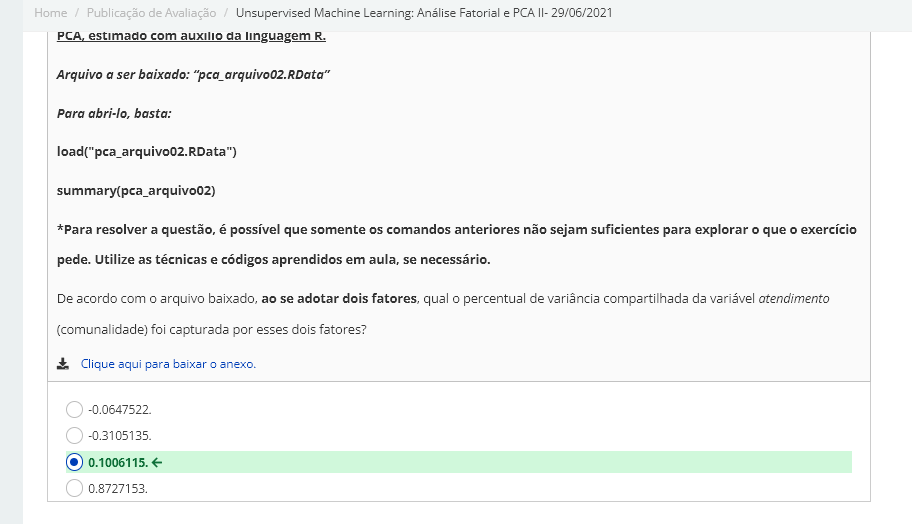 Home / Publicação de Avaliação / Unsupervised Machine Learning: Análise Fatorial e PCA II- 29/06/2021
PCA, estimado com auxílio da linguagem R.
Arquivo a ser baixado: “pca_arquivo02.RData”
Para abri-lo, basta:
load("pca_arquivo02.RData")
summary(pca_arquivo02)
*Para resolver a questão, é possível que somente os comandos anteriores não sejam suficientes para explorar o que o exercício
pede. Utilize as técnicas e códigos aprendidos em aula, se necessário.
De acordo com o arquivo baixado, ao se adotar dois fatores, qual o percentual de variância compartilhada da variável atendimento
(comunalidade) foi capturada por esses dois fatores?
Clique aqui para baixar o anexo.
-0.0647522.
-0.3105135.
0.1006115. ←
0.8727153.